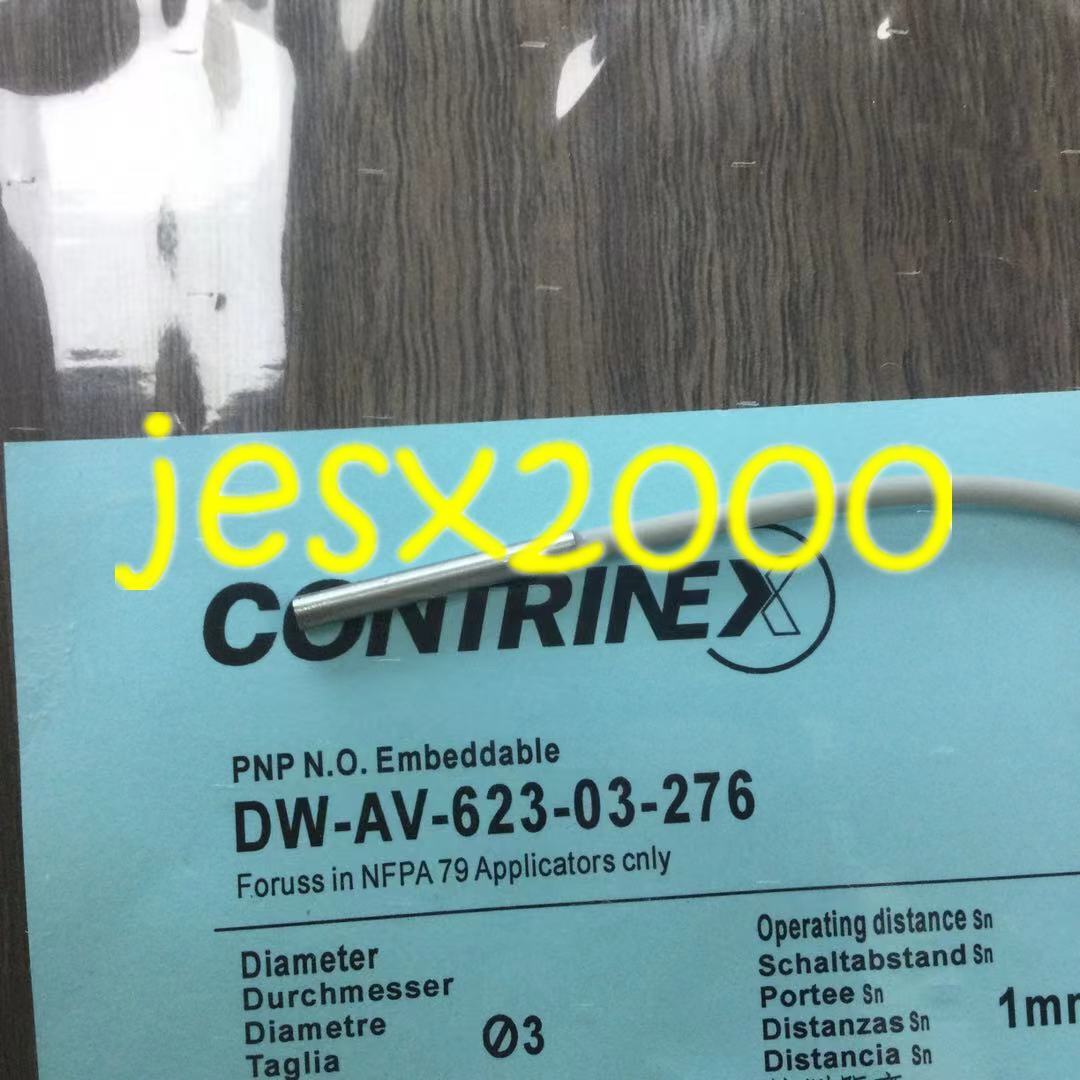 jesx2000
CONTRINEX
PNP N.O. Embeddable
DW-AV-623-03-276
Foruss in NFPA 79 Applicators cnly
Diameter
Durchmesser
Diametre
Taglia
Ø3
Operating distance Sn
Schaltabstand Sn
Portee Sn
Distanzas Sn
Distancia Sn
1mm